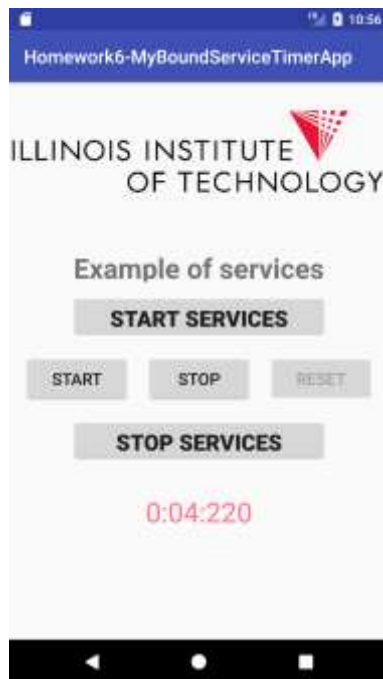 10:56
Homework6-MyBoundServiceTimerApp
ILLINOIS INSTITUTE
OF TECHNOLOGY
Example of services
START SERVICES
START STOP RESET
STOP SERVICES
0:04:220